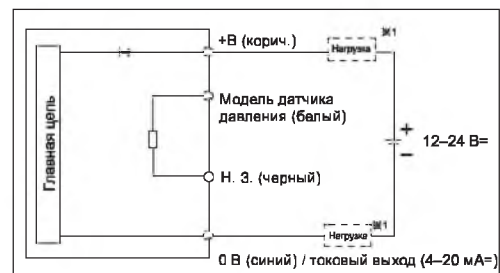 +В (корич.)
Нагрузка
※1
Модель датчика
давления (белый)
Главная цепь
+
12–24 В=
−
Н. З. (черный)
※1
Нагрузка
0 В (синий) / токовый выход (4–20 мА=)